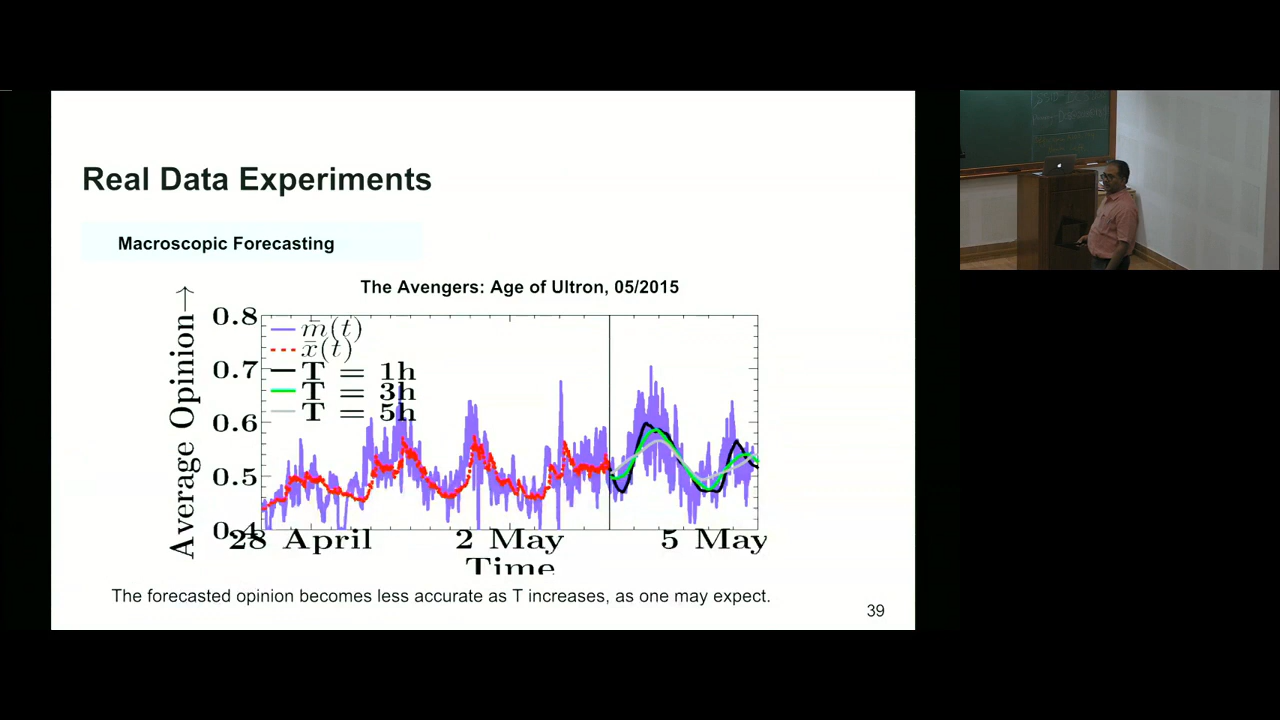 Real Data Experiments
Macroscopic Forecasting
The Avengers: Age of Ultron, 05/2015
Average Opinion→
0.8
0.7
0.6
0.5
0.4
m̄(t)
x̄(t)
T = 1h
T = 3h
T = 5h
28 April
2 May
5 May
Time
The forecasted opinion becomes less accurate as T increases, as one may expect.
39